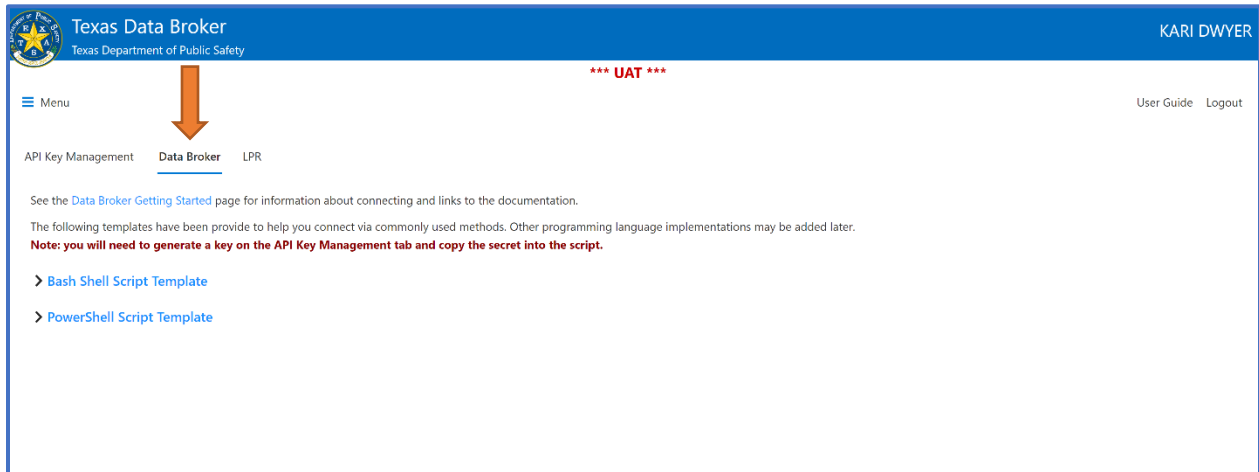 Texas Data Broker
Texas Department of Public Safety
KARI DWYER
*** UAT ***
Menu
User Guide Logout
API Key Management Data Broker LPR
See the Data Broker Getting Started page for information about connecting and links to the documentation.
The following templates have been provide to help you connect via commonly used methods. Other programming language implementations may be added later.
Note: you will need to generate a key on the API Key Management tab and copy the secret into the script.
Bash Shell Script Template
PowerShell Script Template